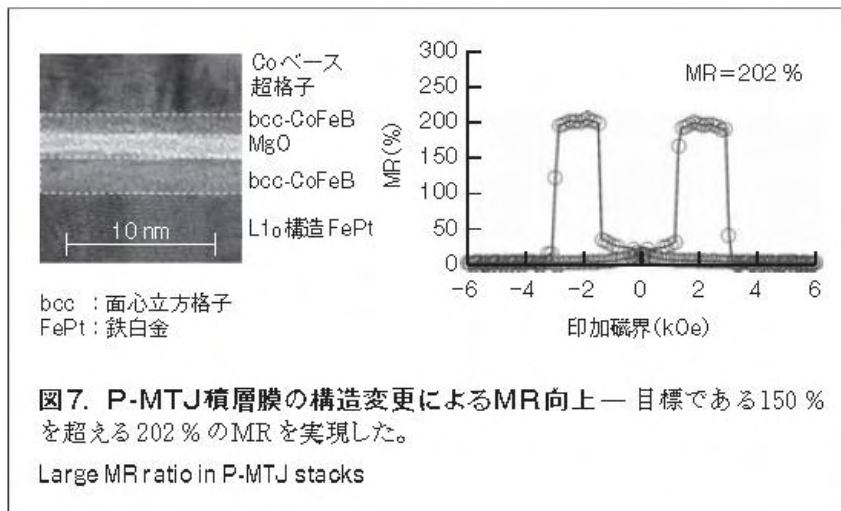 Coベース
超格子
bcc-CoFeB
MgO
bcc-CoFeB
L1₀構造FePt
10 nm
bcc ：面心立方格子
FePt：鉄白金
300
250
200
150
100
50
0
MR(%)
MR＝202 %
-6
-4
-2
0
2
4
6
印加磁界(kOe)
図7. P-MTJ積層膜の構造変更によるMR向上 — 目標である150 %
を超える202 %のMRを実現した。
Large MR ratio in P-MTJ stacks